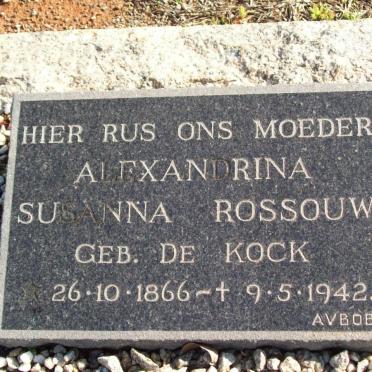 HIER RUS ONS MOEDER
ALEXANDRINA
SUSANNA ROSSOUW
GEB. DE KOCK
* 26·10·1866 – † 9·5·1942.
AVBOB